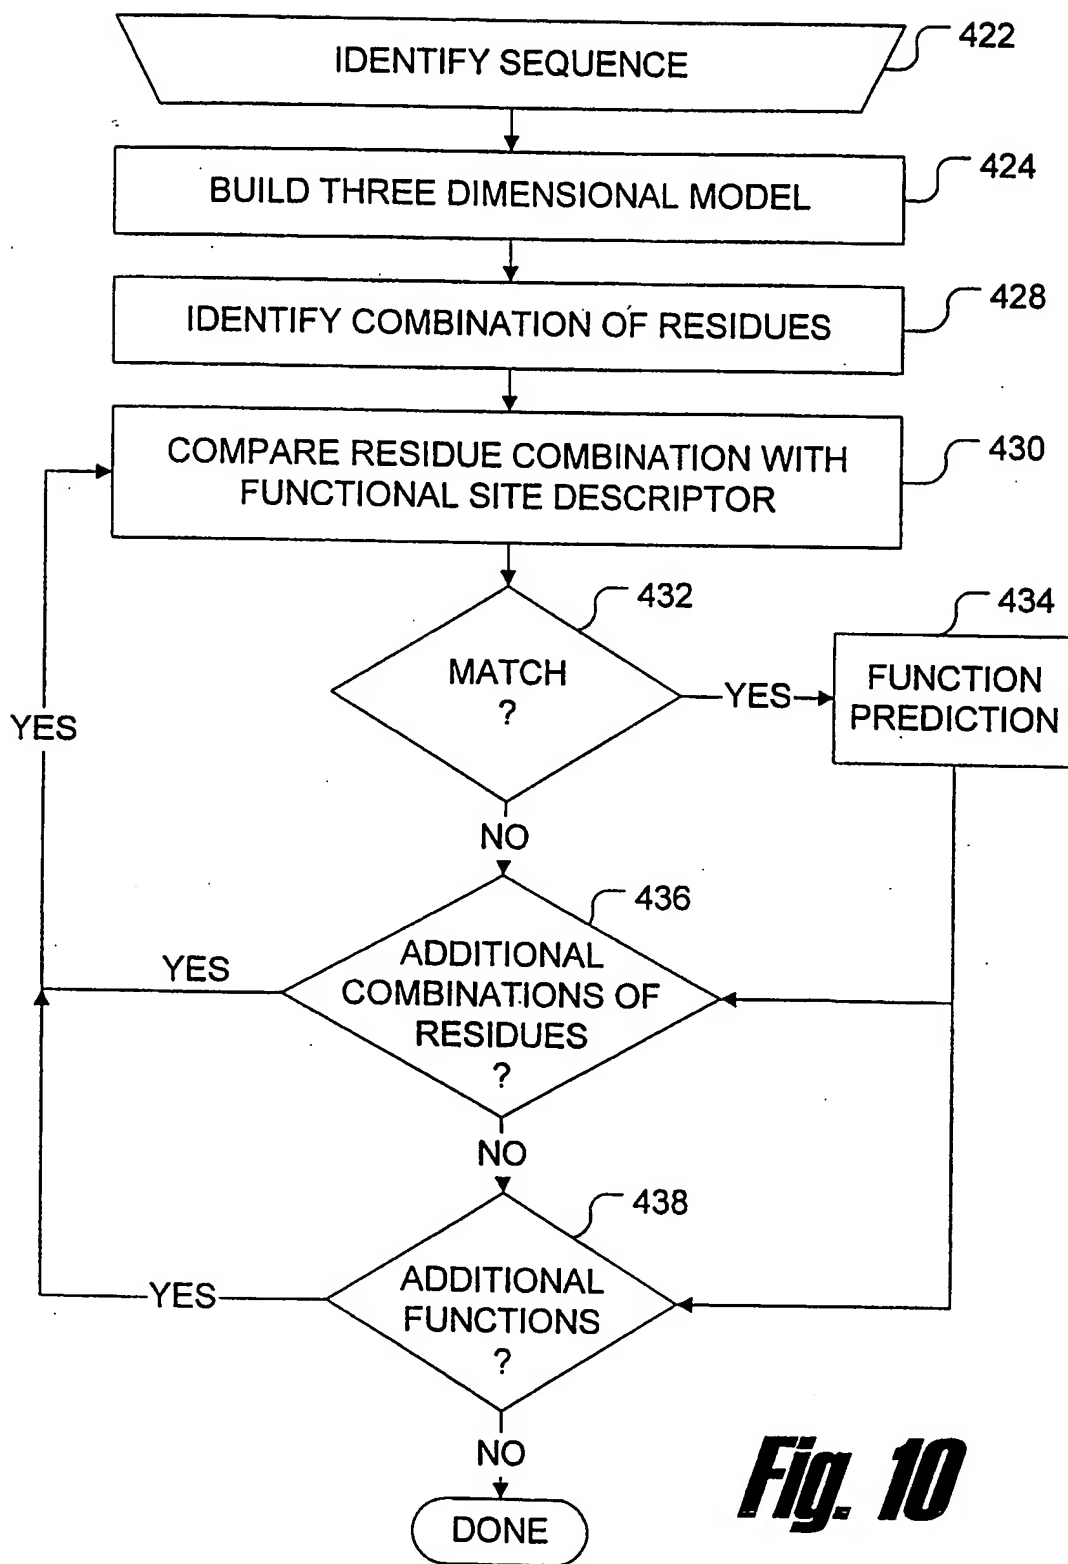 IDENTIFY SEQUENCE
422
BUILD THREE DIMENSIONAL MODEL
424
IDENTIFY COMBINATION OF RESIDUES
428
COMPARE RESIDUE COMBINATION WITH
FUNCTIONAL SITE DESCRIPTOR
430
432
MATCH
?
YES
434
FUNCTION
PREDICTION
YES
NO
436
ADDITIONAL
COMBINATIONS OF
RESIDUES
?
YES
NO
438
ADDITIONAL
FUNCTIONS
?
YES
NO
DONE
Fig. 10